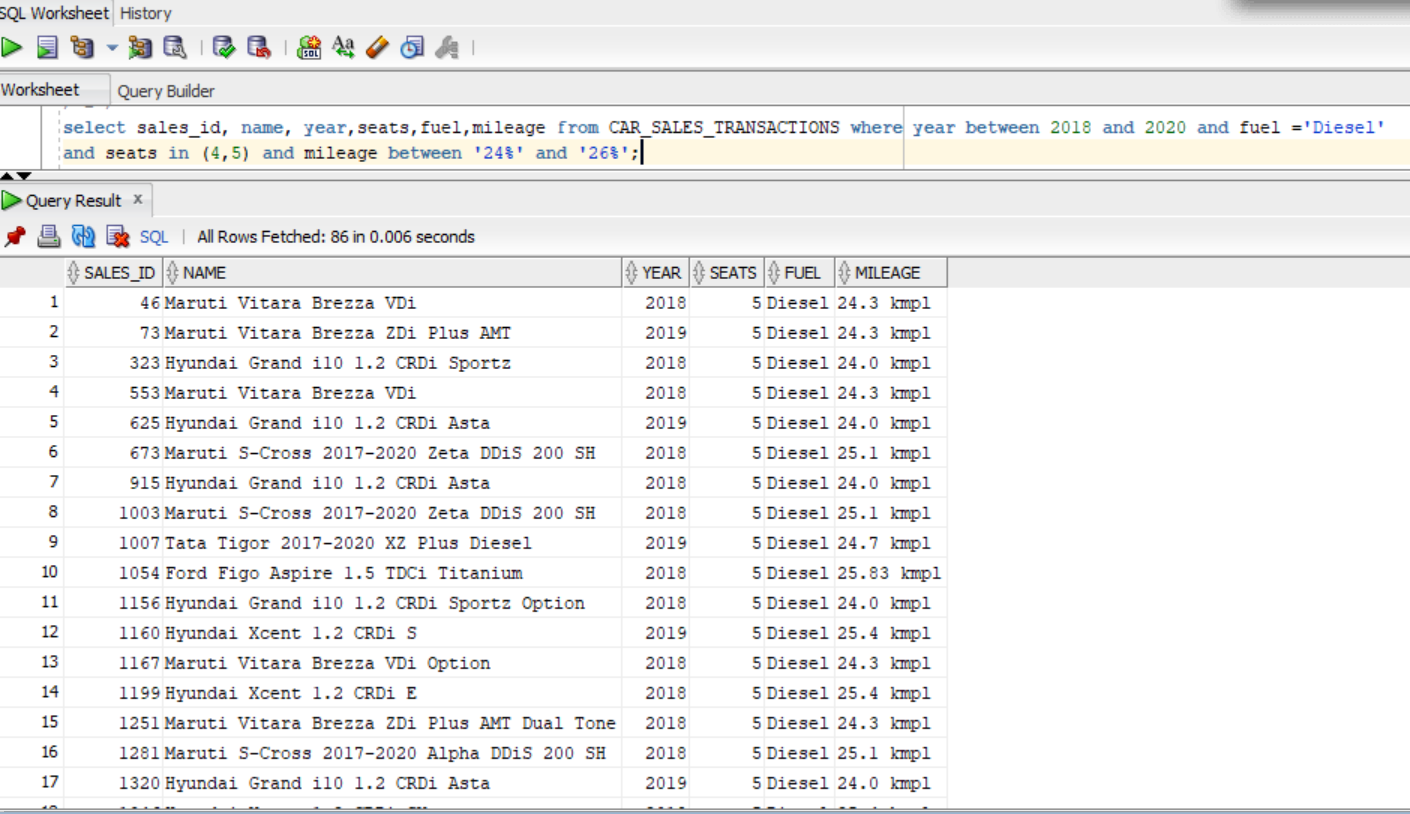 SQL Worksheet History
SQL Aa
Worksheet Query Builder
select sales_id, name, year,seats,fuel,mileage from CAR_SALES_TRANSACTIONS where year between 2018 and 2020 and fuel ='Diesel'
and seats in (4,5) and mileage between '24%' and '26%';
Query Result x
SQL | All Rows Fetched: 86 in 0.006 seconds
SALES_ID NAME YEAR SEATS FUEL MILEAGE
1 46 Maruti Vitara Brezza VDi 2018 5 Diesel 24.3 kmpl
2 73 Maruti Vitara Brezza ZDi Plus AMT 2019 5 Diesel 24.3 kmpl
3 323 Hyundai Grand i10 1.2 CRDi Sportz 2018 5 Diesel 24.0 kmpl
4 553 Maruti Vitara Brezza VDi 2018 5 Diesel 24.3 kmpl
5 625 Hyundai Grand i10 1.2 CRDi Asta 2019 5 Diesel 24.0 kmpl
6 673 Maruti S-Cross 2017-2020 Zeta DDiS 200 SH 2018 5 Diesel 25.1 kmpl
7 915 Hyundai Grand i10 1.2 CRDi Asta 2018 5 Diesel 24.0 kmpl
8 1003 Maruti S-Cross 2017-2020 Zeta DDiS 200 SH 2018 5 Diesel 25.1 kmpl
9 1007 Tata Tigor 2017-2020 XZ Plus Diesel 2019 5 Diesel 24.7 kmpl
10 1054 Ford Figo Aspire 1.5 TDCi Titanium 2018 5 Diesel 25.83 kmpl
11 1156 Hyundai Grand i10 1.2 CRDi Sportz Option 2018 5 Diesel 24.0 kmpl
12 1160 Hyundai Xcent 1.2 CRDi S 2019 5 Diesel 25.4 kmpl
13 1167 Maruti Vitara Brezza VDi Option 2018 5 Diesel 24.3 kmpl
14 1199 Hyundai Xcent 1.2 CRDi E 2018 5 Diesel 25.4 kmpl
15 1251 Maruti Vitara Brezza ZDi Plus AMT Dual Tone 2018 5 Diesel 24.3 kmpl
16 1281 Maruti S-Cross 2017-2020 Alpha DDiS 200 SH 2018 5 Diesel 25.1 kmpl
17 1320 Hyundai Grand i10 1.2 CRDi Asta 2019 5 Diesel 24.0 kmpl